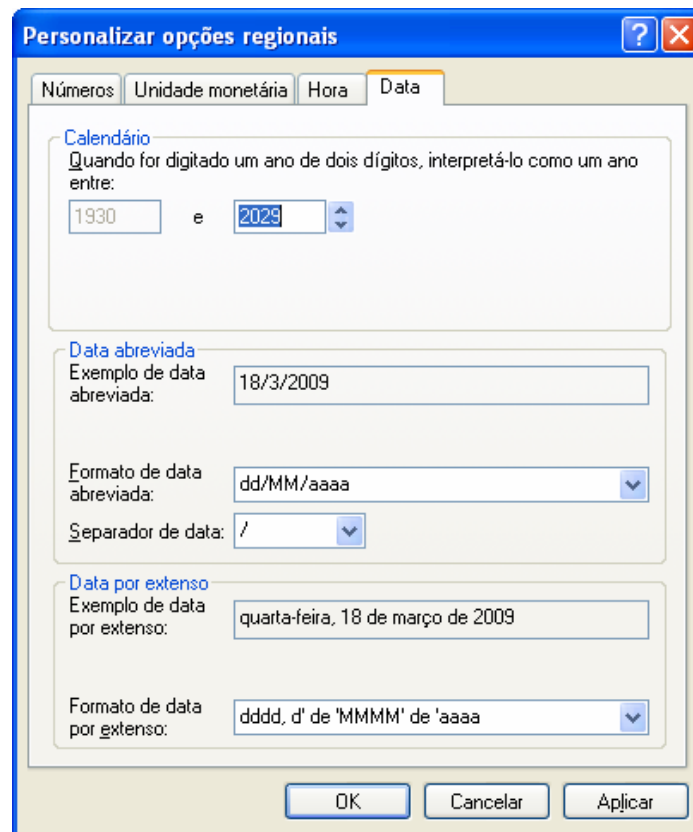 Personalizar opções regionais
Números Unidade monetária Hora Data
Calendário
Quando for digitado um ano de dois dígitos, interpretá-lo como um ano
entre:
1930 e 2029
Data abreviada
Exemplo de data
abreviada:
18/3/2009
Formato de data
abreviada:
dd/MM/aaaa
Separador de data: /
Data por extenso
Exemplo de data
por extenso:
quarta-feira, 18 de março de 2009
Formato de data
por extenso:
dddd, d' de 'MMMM' de 'aaaa
OK Cancelar Aplicar